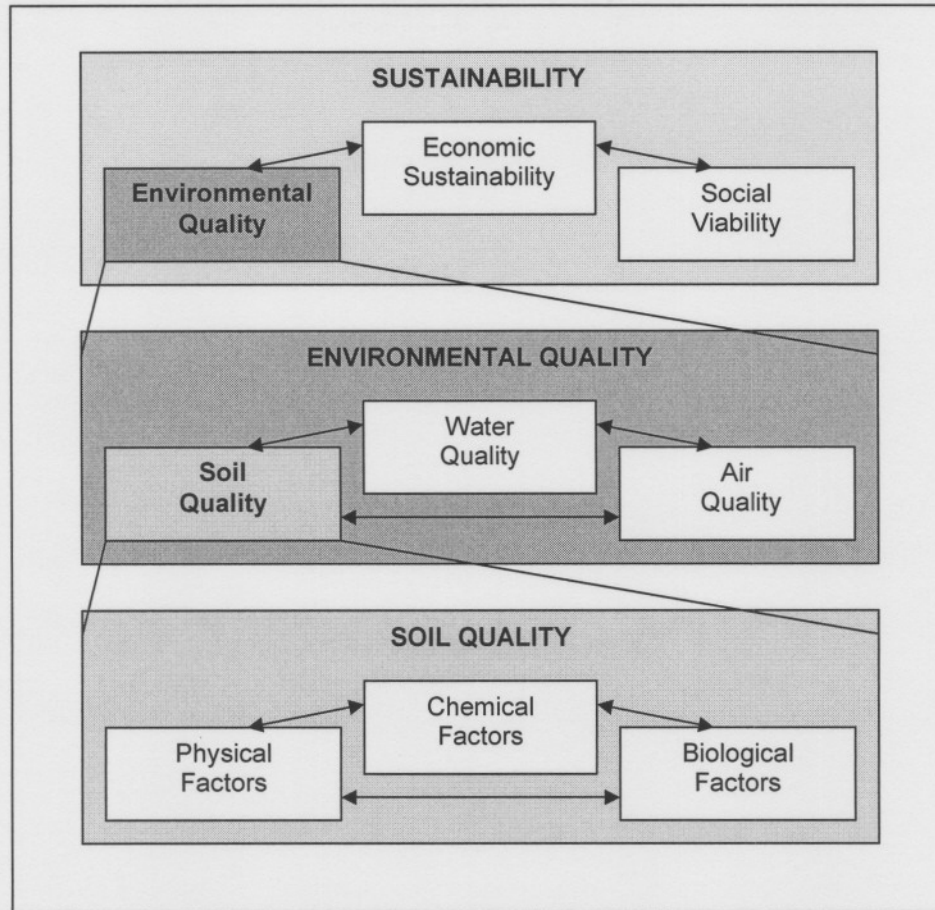 SUSTAINABILITY
Economic
Sustainability
Environmental
Quality
Social
Viability
ENVIRONMENTAL QUALITY
Water
Quality
Soil
Quality
Air
Quality
SOIL QUALITY
Chemical
Factors
Physical
Factors
Biological
Factors